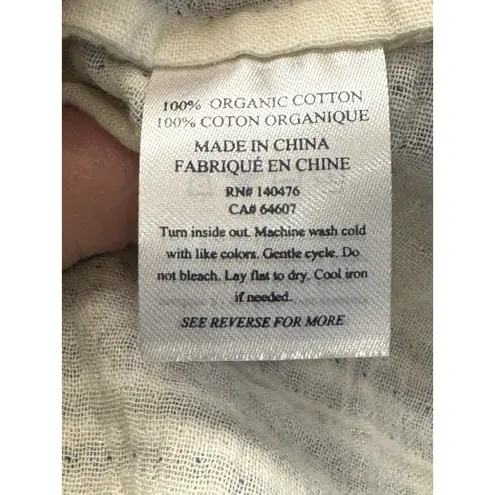 100% ORGANIC COTTON
100% COTON ORGANIQUE
MADE IN CHINA
FABRIQUÉ EN CHINE
RN# 140476
CA# 64607
Turn inside out. Machine wash cold
with like colors. Gentle cycle. Do
not bleach. Lay flat to dry. Cool iron
if needed.
SEE REVERSE FOR MORE